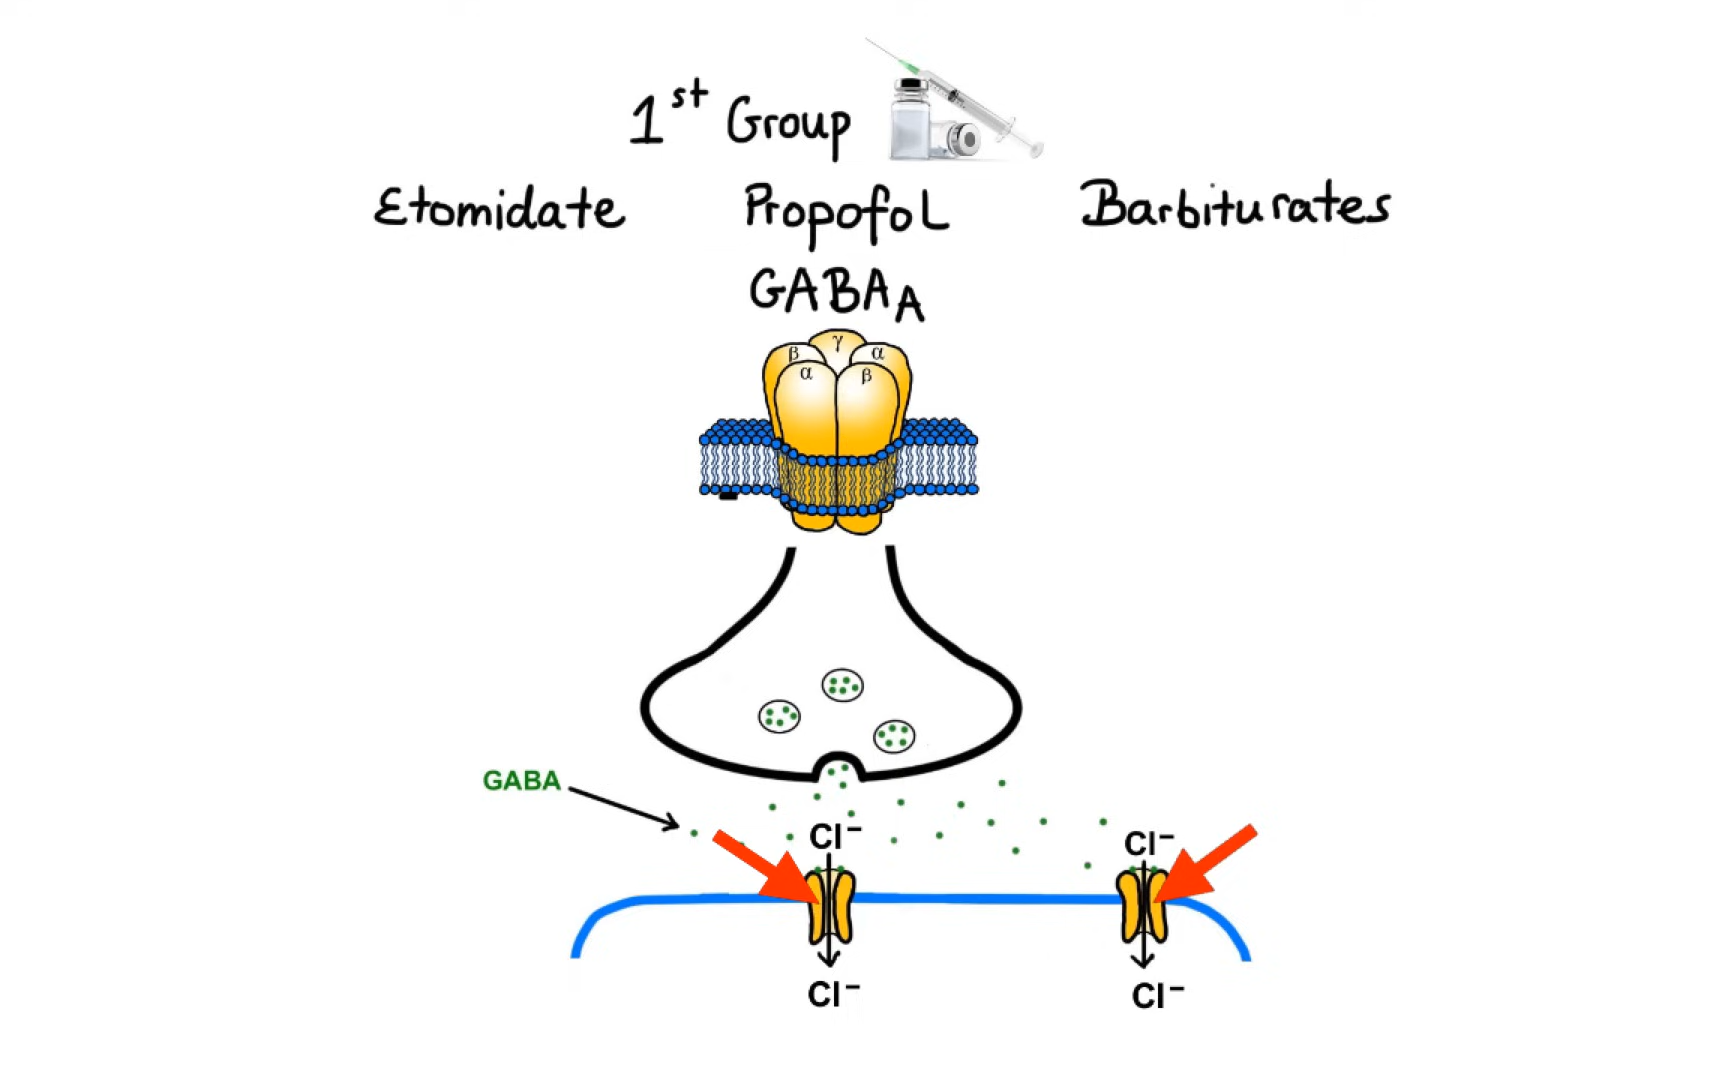 1st Group
Etomidate Propofol Barbiturates
GABAA
γ
β α
α β
GABA
Cl−
Cl−
Cl−
Cl−